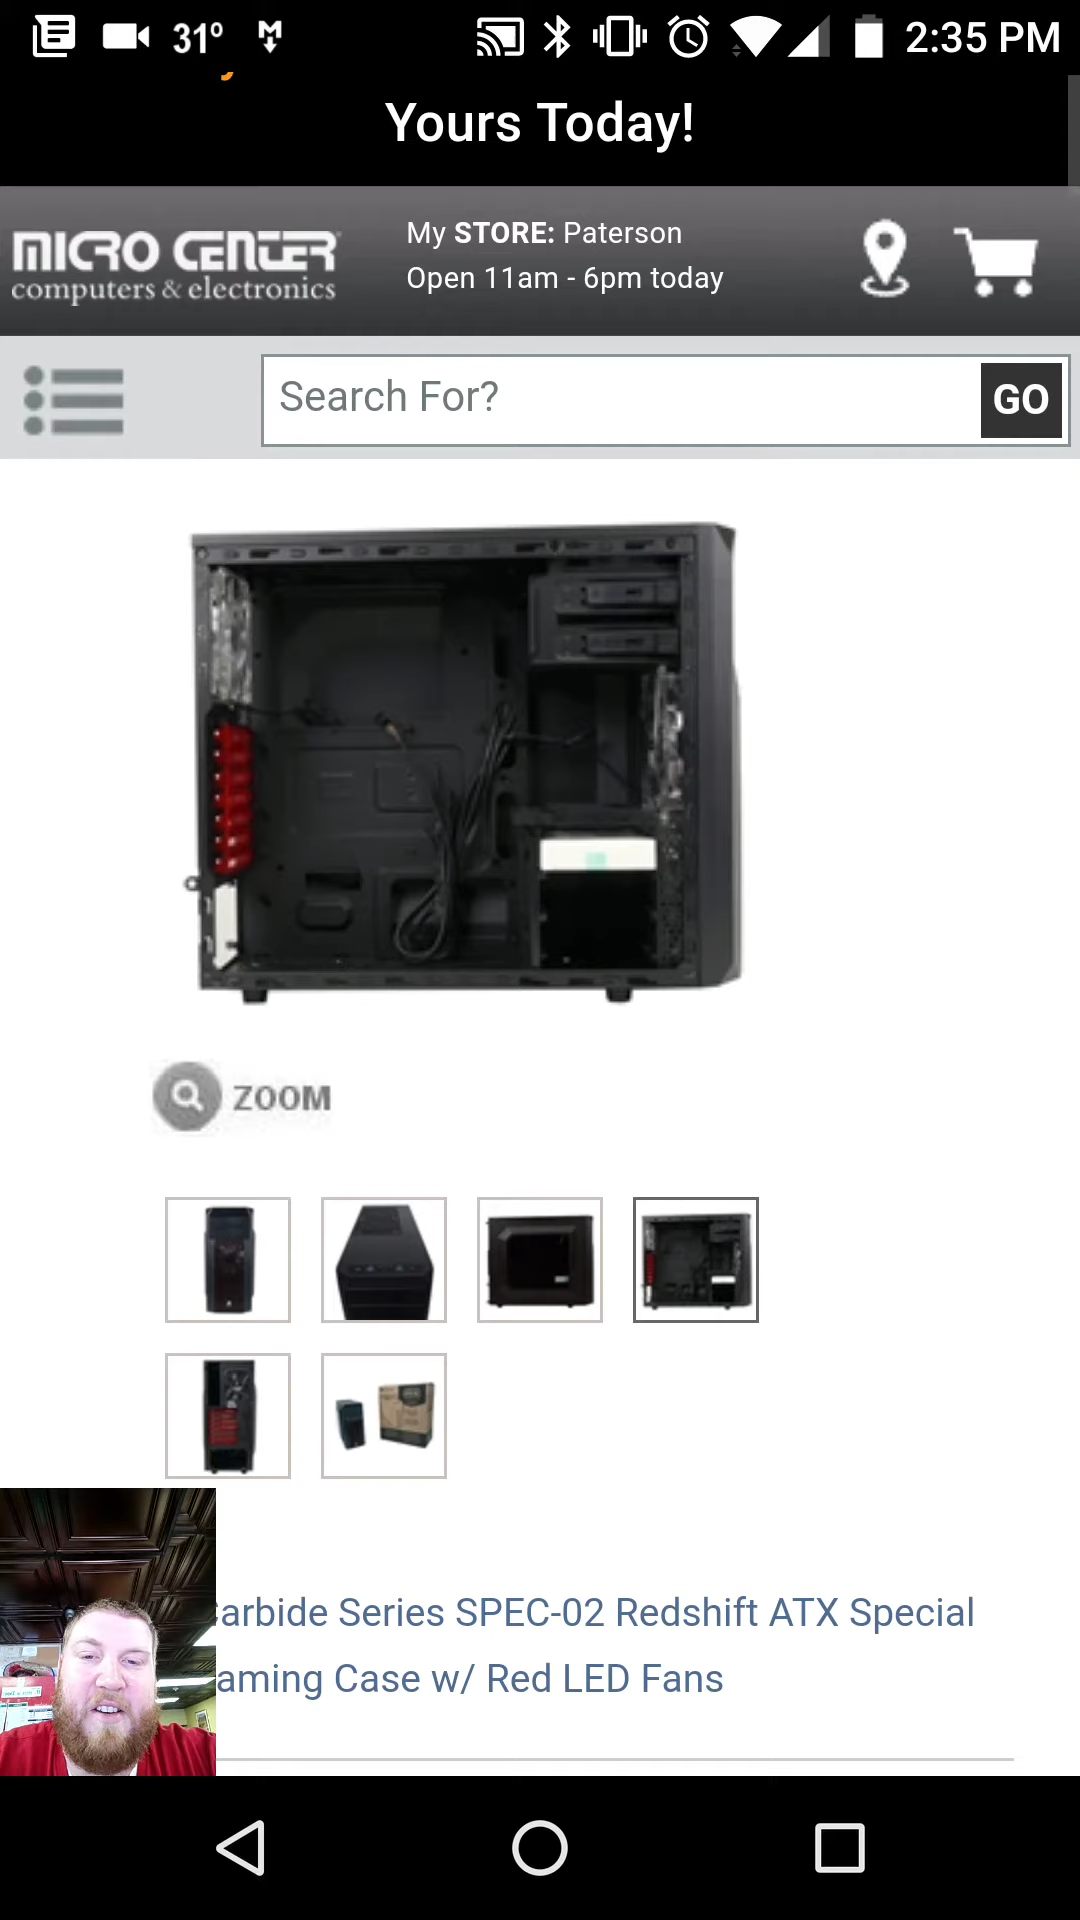 31° 2:35 PM
Yours Today!
MICRO CENTER
computers & electronics
My STORE: Paterson
Open 11am - 6pm today
Search For?
GO
ZOOM
arbide Series SPEC-02 Redshift ATX Special
aming Case w/ Red LED Fans